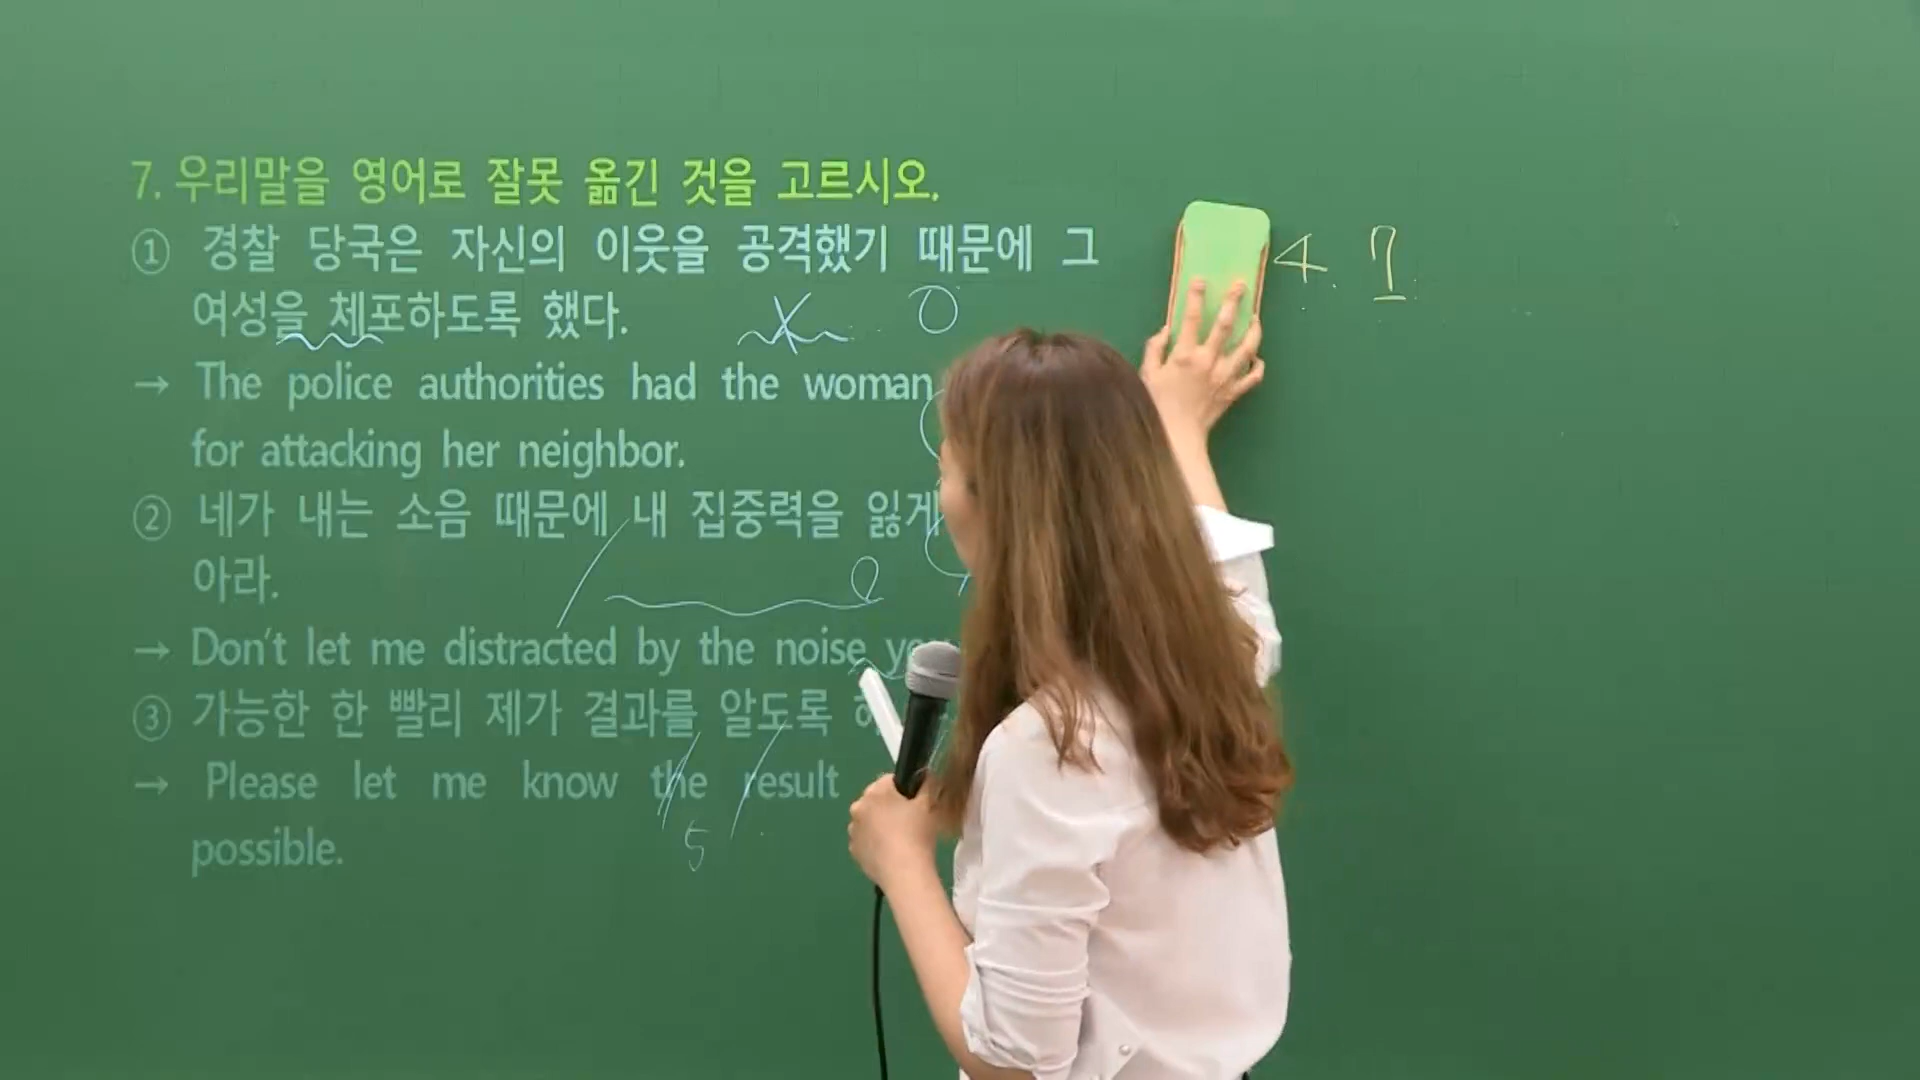 7. 우리말을 영어로 잘못 옮긴 것을 고르시오.
① 경찰 당국은 자신의 이웃을 공격했기 때문에 그
4. 7
여성을 체포하도록 했다.
→ The police authorities had the woman
for attacking her neighbor.
② 네가 내는 소음 때문에 내 집중력을 잃게
아라.
→ Don't let me distracted by the noise
③ 가능한 한 빨리 제가 결과를 알도록
→ Please let me know the result
5
possible.